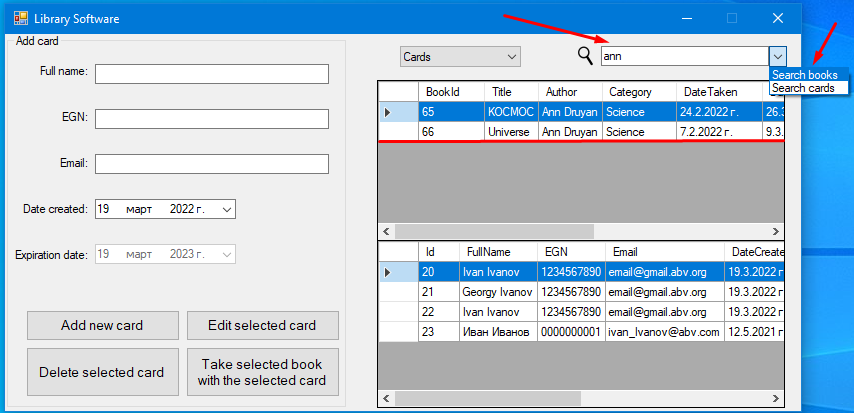 Library Software
Add card
Full name:
EGN:
Email:
Date created: 19 март 2022 г.
Expiration date: 19 март 2023 г.
Add new card
Edit selected card
Delete selected card
Take selected book
with the selected card
Cards
ann
Search books
Search cards
BookId Title Author Category DateTaken
65 КОСМОС Ann Druyan Science 24.2.2022 г. 26.3
66 Universe Ann Druyan Science 7.2.2022 г. 9.3.
Id FullName EGN Email DateCreate
20 Ivan Ivanov 1234567890 email@gmail.abv.org 19.3.2022 г
21 Georgy Ivanov 1234567890 email@gmail.abv.org 19.3.2022 г
22 Ivan Ivanov 1234567890 email@gmail.abv.org 19.3.2022 г
23 Иван Иванов 0000000001 ivan_Ivanov@abv.com 12.5.2021 г